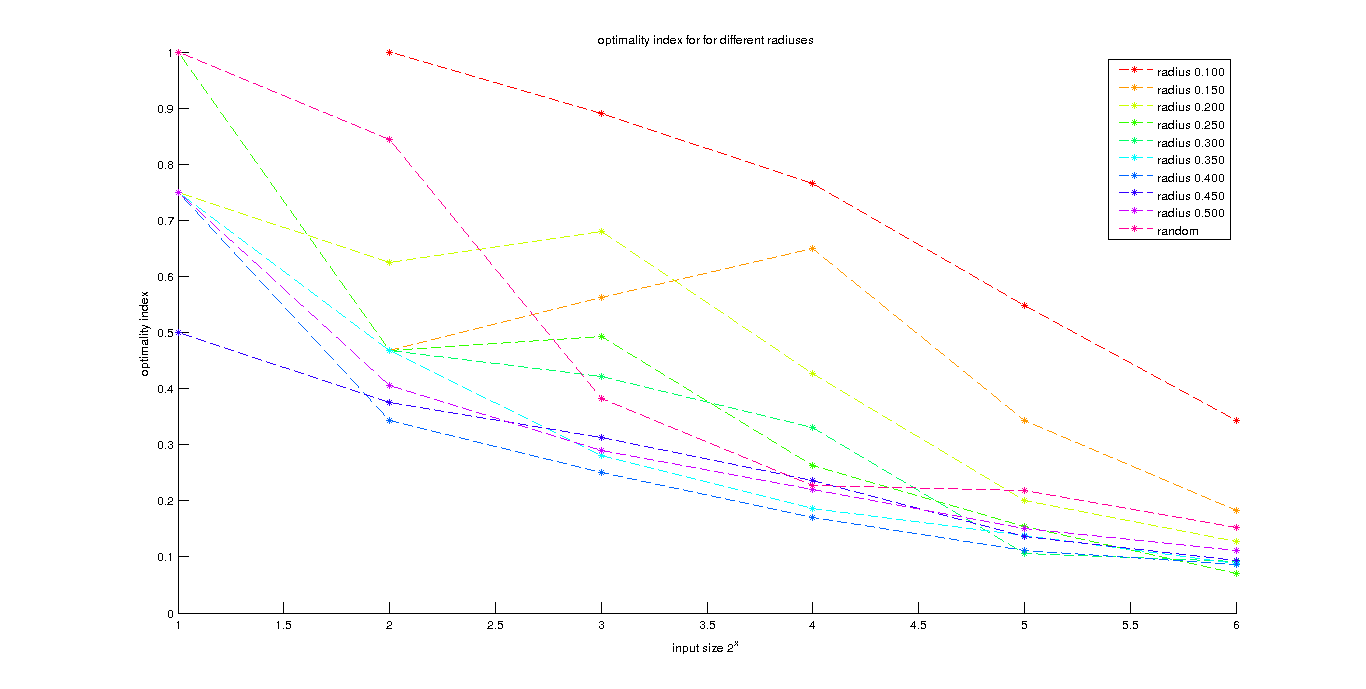 optimality index for for different radiuses
1
0.9
0.8
0.7
0.6
0.5
0.4
0.3
0.2
0.1
0
optimality index
radius 0.100
radius 0.150
radius 0.200
radius 0.250
radius 0.300
radius 0.350
radius 0.400
radius 0.450
radius 0.500
random
1 1.5 2 2.5 3 3.5 4 4.5 5 5.5 6
input size 2^x